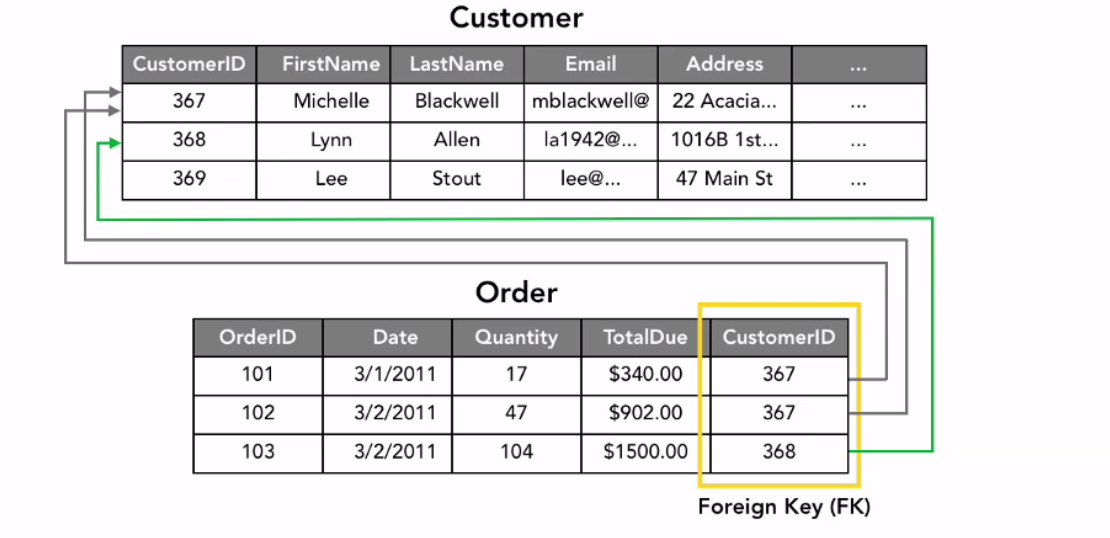 Customer
CustomerID FirstName LastName Email Address ...
367 Michelle Blackwell mblackwell@ 22 Acacia... ...
368 Lynn Allen la1942@... 1016B 1st... ...
369 Lee Stout lee@... 47 Main St ...
Order
OrderID Date Quantity TotalDue CustomerID
101 3/1/2011 17 $340.00 367
102 3/2/2011 47 $902.00 367
103 3/2/2011 104 $1500.00 368
Foreign Key (FK)